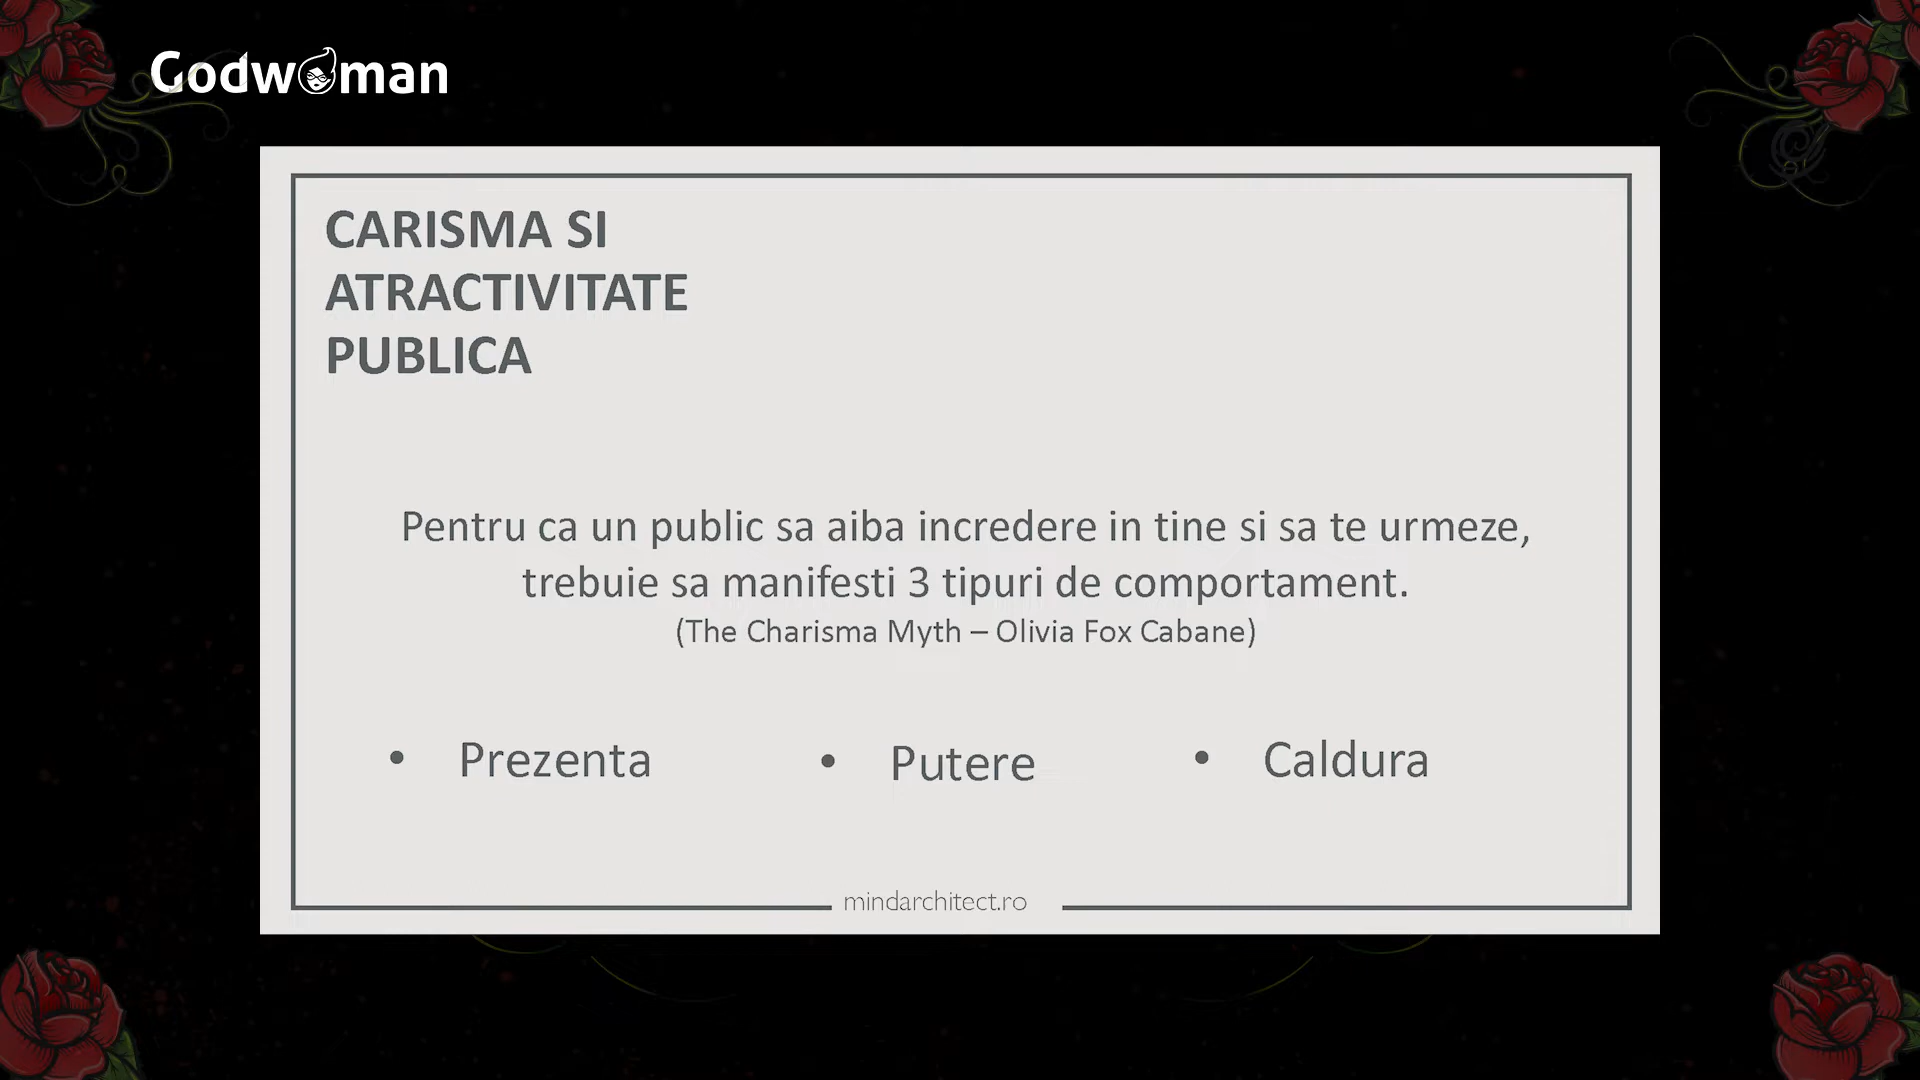 Godwoman
CARISMA SI
ATRACTIVITATE
PUBLICA
Pentru ca un public sa aiba incredere in tine si sa te urmeze,
trebuie sa manifesti 3 tipuri de comportament.
(The Charisma Myth – Olivia Fox Cabane)
• Prezenta
• Putere
• Caldura
mindarchitect.ro